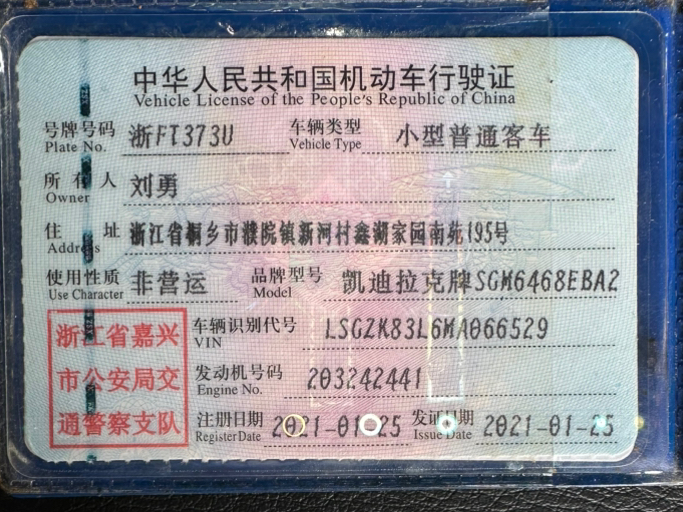 中华人民共和国机动车行驶证
Vehicle License of the People's Republic of China
号牌号码 浙FT373U 车辆类型 小型普通客车
Plate No. Vehicle Type
所有人 刘勇
Owner
住址 浙江省桐乡市濮院镇新河村鑫湖家园南苑195号
Address
使用性质 非营运 品牌型号 凯迪拉克牌SGM6468EBA2
Use Character Model
浙江省嘉兴 车辆识别代号 LSGZK83L6MA066529
VIN
市公安局交 发动机号码 203242441
Engine No.
通警察支队 注册日期 2021-01-25 发证日期 2021-01-25
Register Date Issue Date